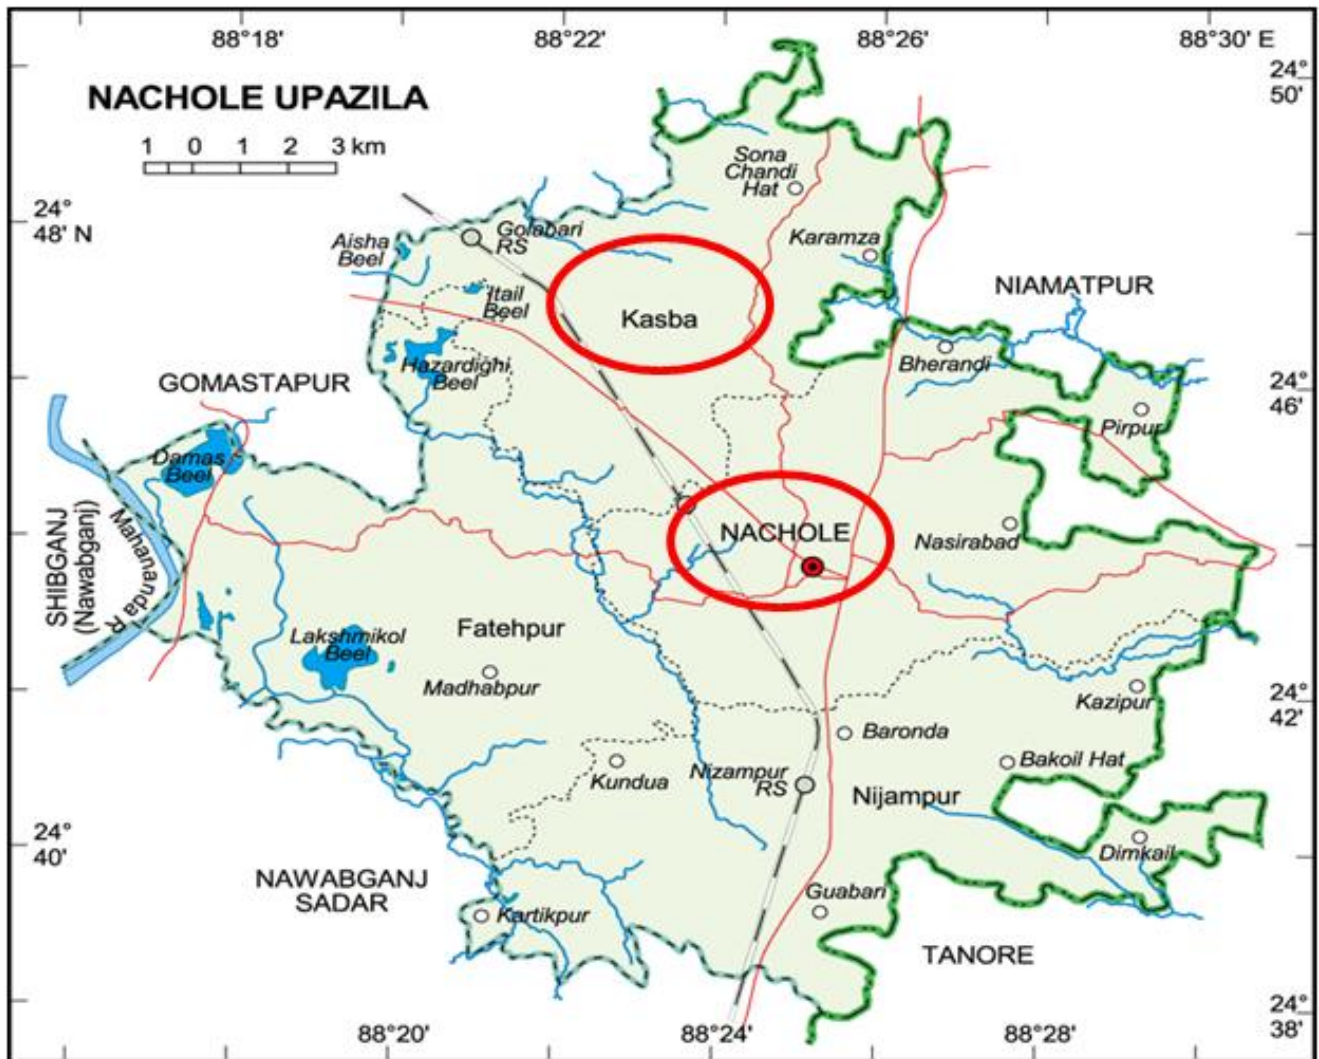 88°18'
88°22'
88°26'
88°30' E
24°
50'
NACHOLE UPAZILA
1 0 1 2 3 km
Sona
Chandi
Hat
24°
48' N
Golabari
RS
Aisha
Beel
Karamza
NIAMATPUR
Itail
Beel
Kasba
Hazardighi
Beel
Bherandi
GOMASTAPUR
24°
46'
Pirpur
Damas
Beel
SHIBGANJ
(Nawabganj)
Mahananda R
NACHOLE
Nasirabad
Fatehpur
Lakshmikol
Beel
Madhabpur
Kazipur
24°
42'
Baronda
Kundua
Nizampur
RS
Bakoil Hat
Nijampur
24°
40'
Dimkail
NAWABGANJ
SADAR
Guabari
Kartikpur
TANORE
24°
38'
88°20'
88°24'
88°28'